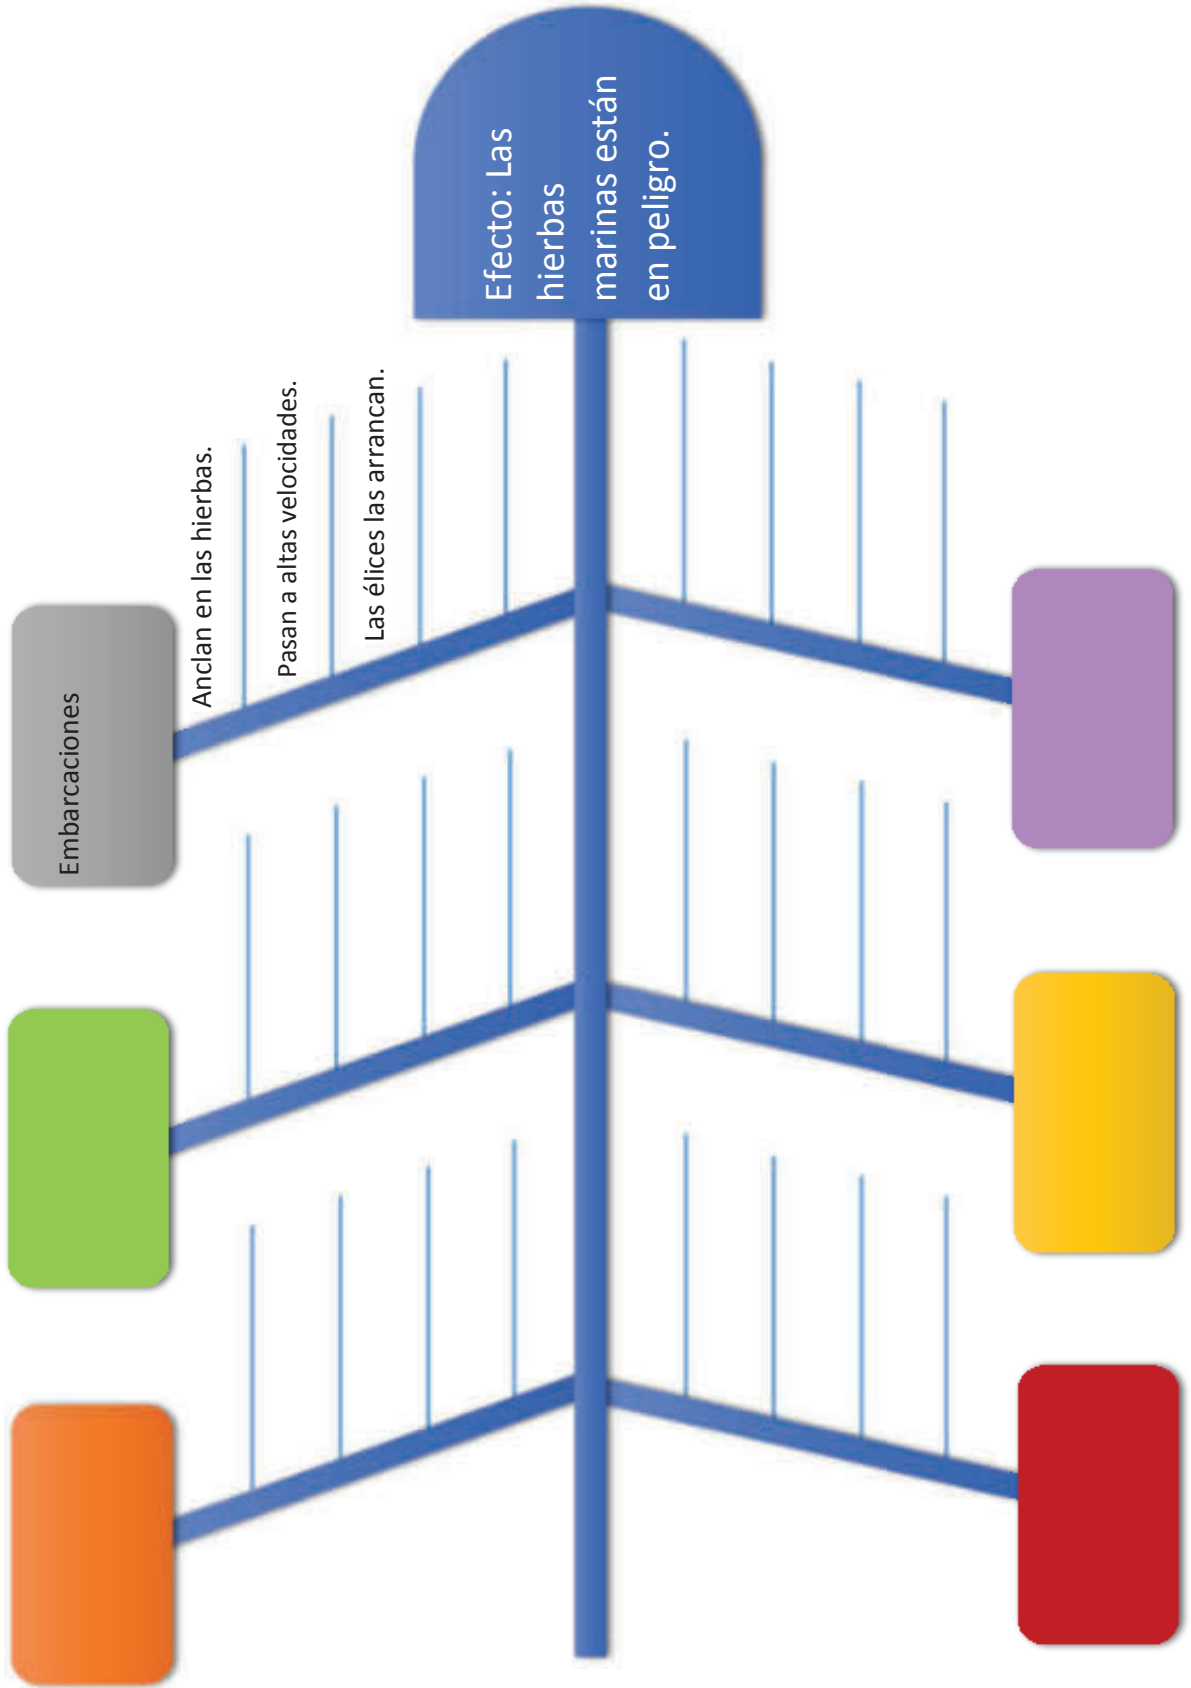 Embarcaciones
Anclan en las hierbas.
Pasan a altas velocidades.
Las élices las arrancan.
Efecto: Las
hierbas
marinas están
en peligro.